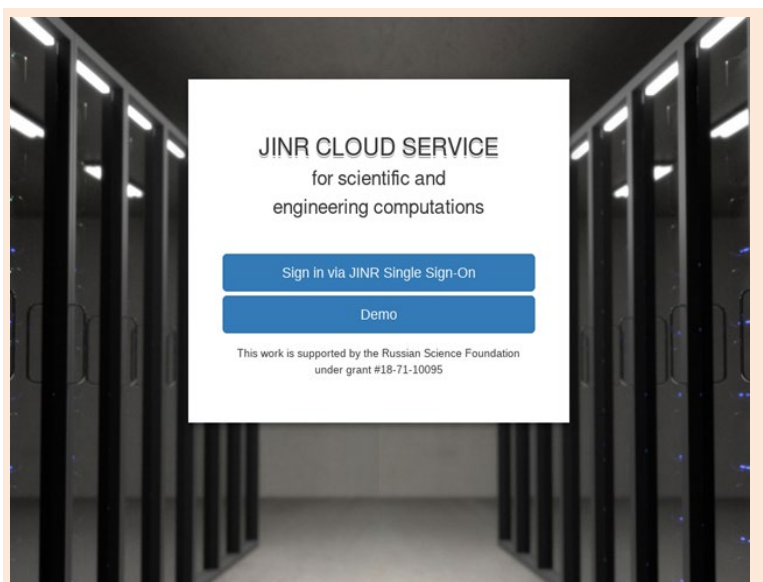 JINR CLOUD SERVICE
for scientific and
engineering computations
Sign in via JINR Single Sign-On
Demo
This work is supported by the Russian Science Foundation
under grant #18-71-10095